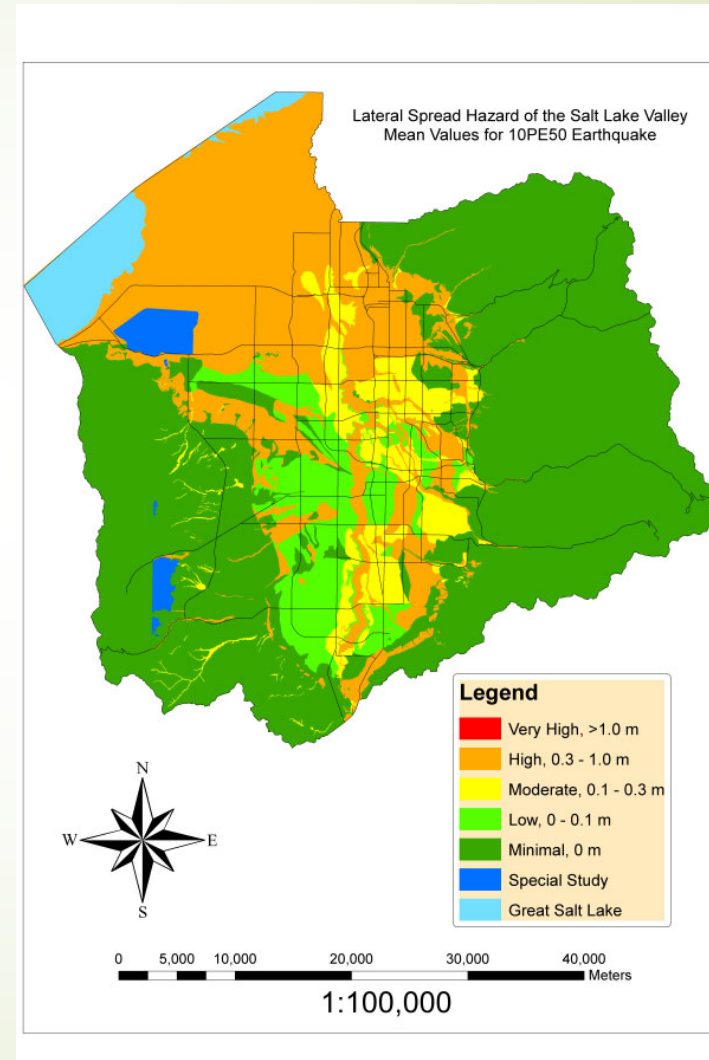 Lateral Spread Hazard of the Salt Lake Valley
Mean Values for 10PE50 Earthquake
Legend
Very High, >1.0 m
High, 0.3 - 1.0 m
Moderate, 0.1 - 0.3 m
Low, 0 - 0.1 m
Minimal, 0 m
Special Study
Great Salt Lake
N
W E
S
0 5,000 10,000 20,000 30,000 40,000
Meters
1:100,000